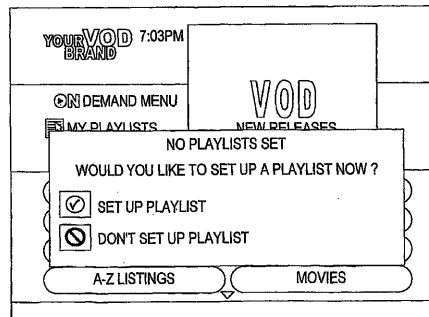 YOUR VOD 7:03PM
BRAND
ON DEMAND MENU
MY PLAYLISTS
VOD
NEW RELEASES
NO PLAYLISTS SET
WOULD YOU LIKE TO SET UP A PLAYLIST NOW ?
SET UP PLAYLIST
DON'T SET UP PLAYLIST
A-Z LISTINGS
MOVIES